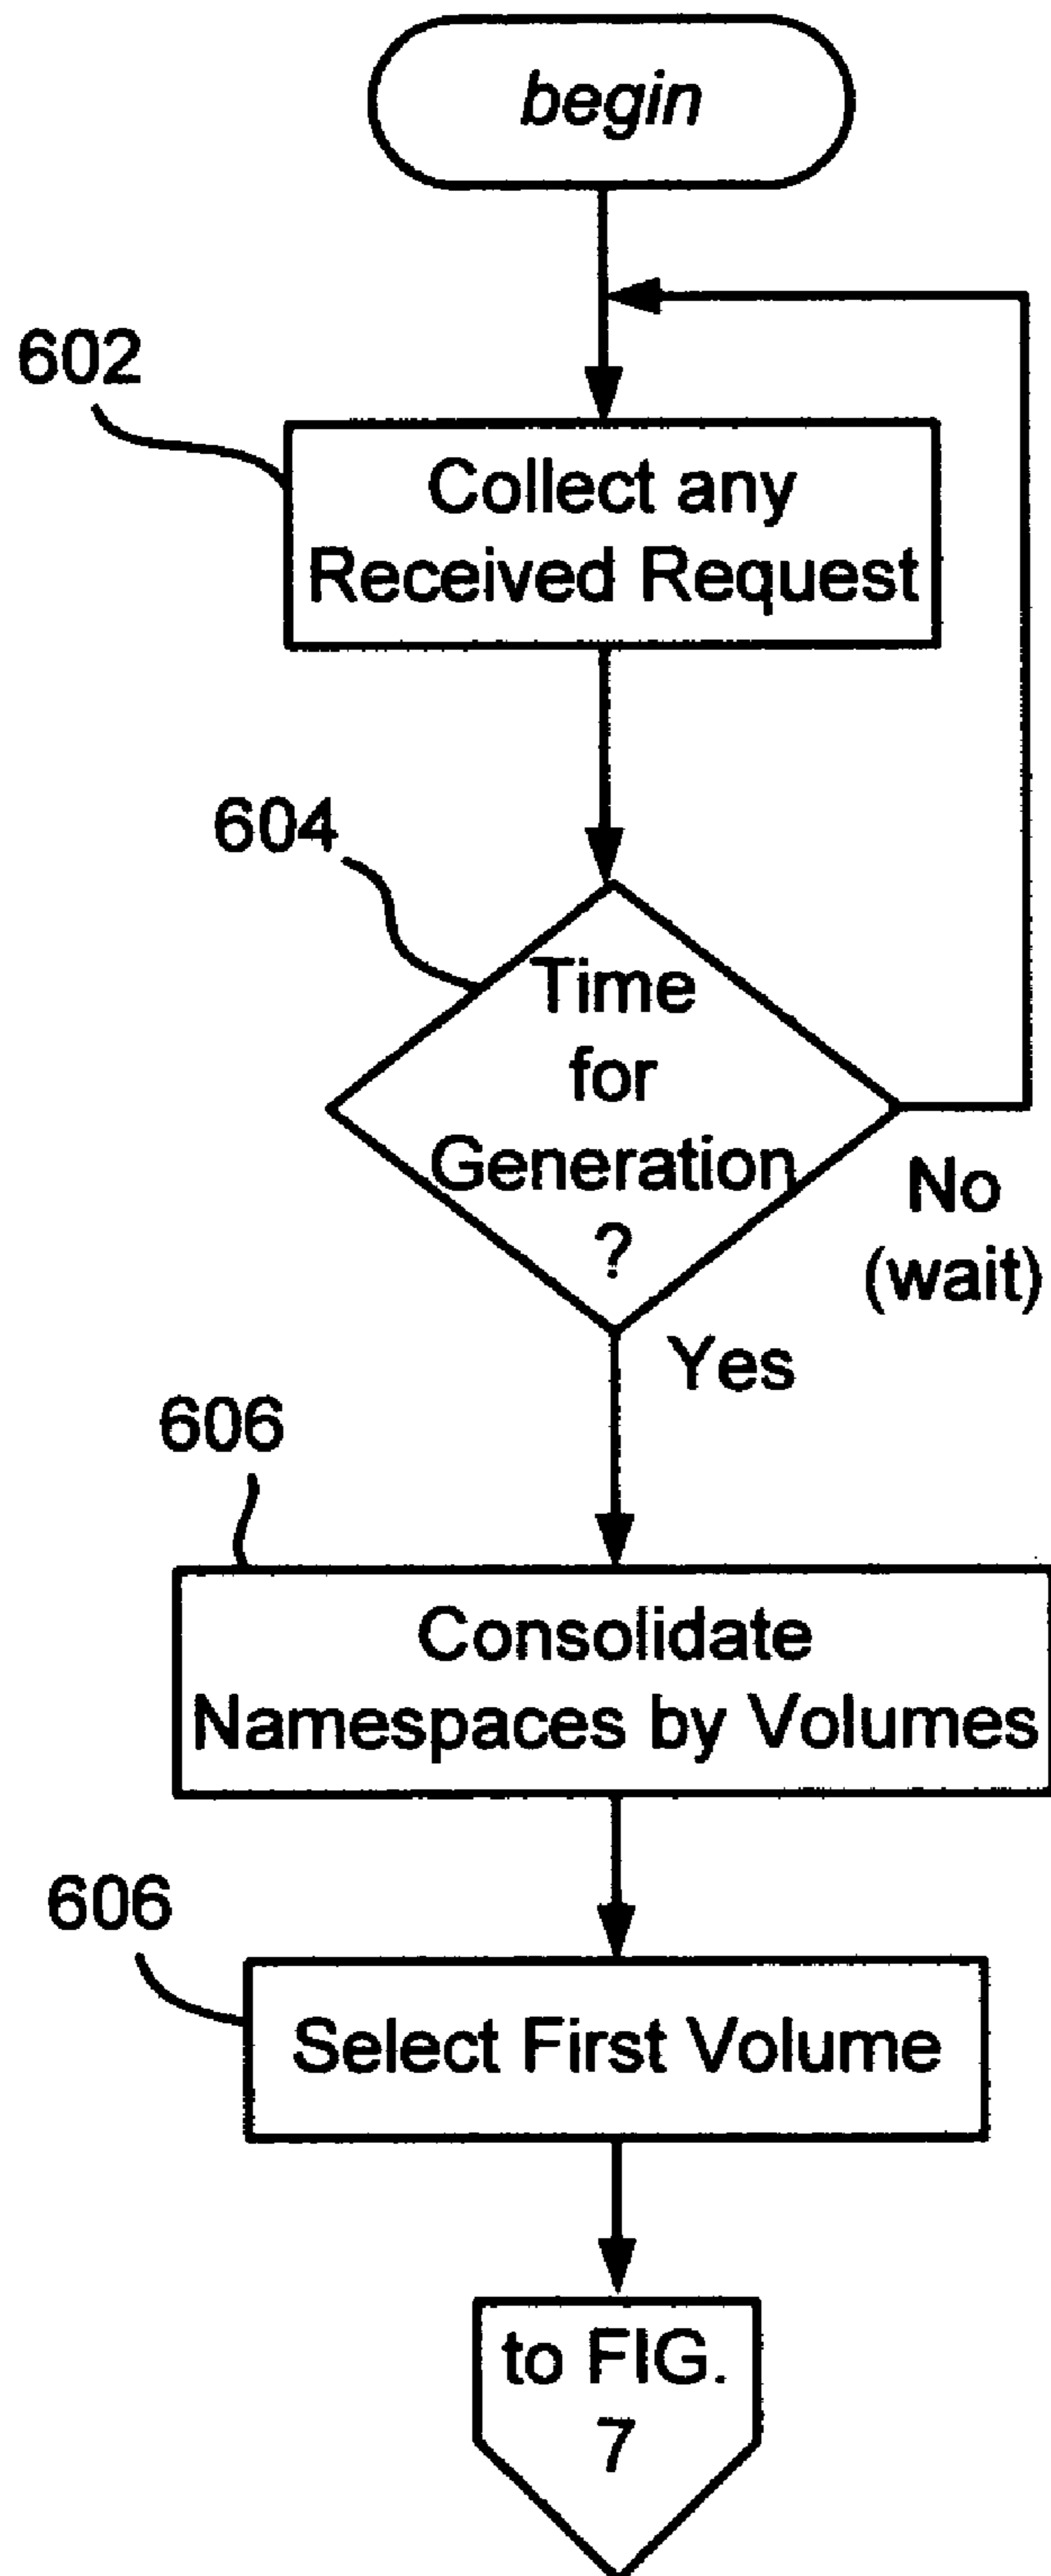 begin
602
Collect any
Received Request
604
Time
for
Generation
?
No
(wait)
Yes
606
Consolidate
Namespaces by Volumes
606
Select First Volume
to FIG.
7